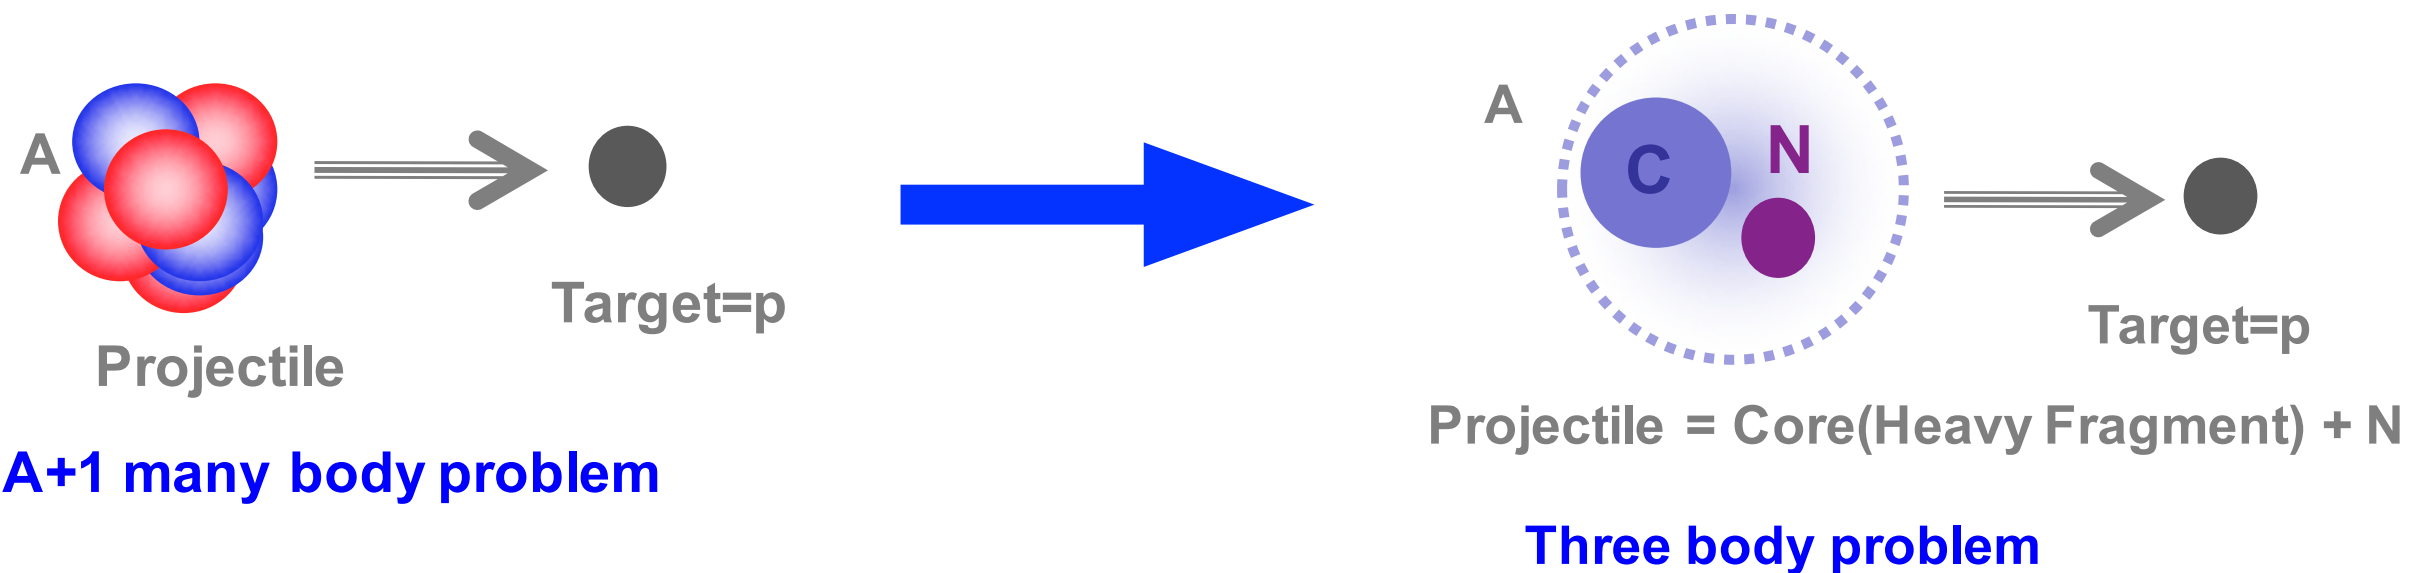 A
Target=p
Projectile
A+1 many body problem
A
C
N
Target=p
Projectile = Core(Heavy Fragment) + N
Three body problem